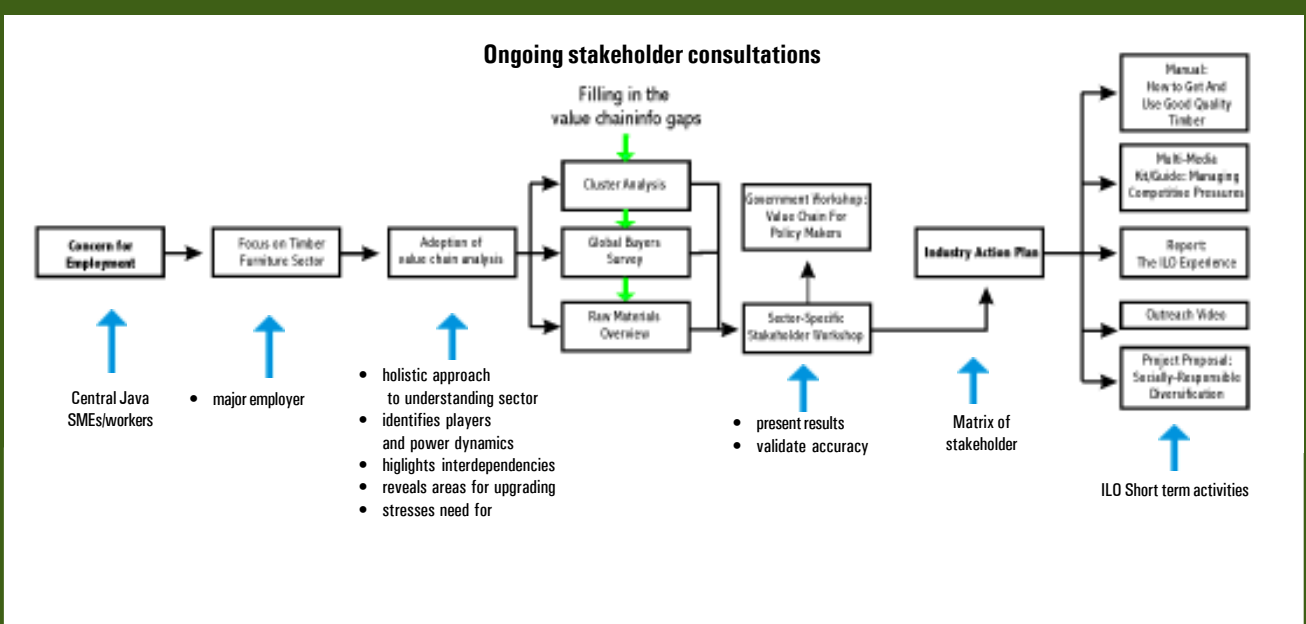 Ongoing stakeholder consultations
Filling in the
value chaininfo gaps
Concern for
Employment
Focus on Timber
Furniture Sector
Adoption of
value chain analysis
Cluster Analysis
Global Buyers
Survey
Raw Materials
Overview
Government Workshop:
Value Chain For
Policy Makers
Sector-Specific
Stakeholder Workshop
Industry Action Plan
Manual:
How to Get And
Use Good Quality
Timber
Multi-Media
Kit/Guide: Managing
Competitive Pressures
Report:
The ILO Experience
Outreach Video
Project Proposal:
Socially-Responsible
Diversification
Central Java
SMEs/workers
• major employer
• holistic approach
to understanding sector
• identifies players
and power dynamics
• higlights interdependencies
• reveals areas for upgrading
• stresses need for
• present results
• validate accuracy
Matrix of
stakeholder
ILO Short term activities